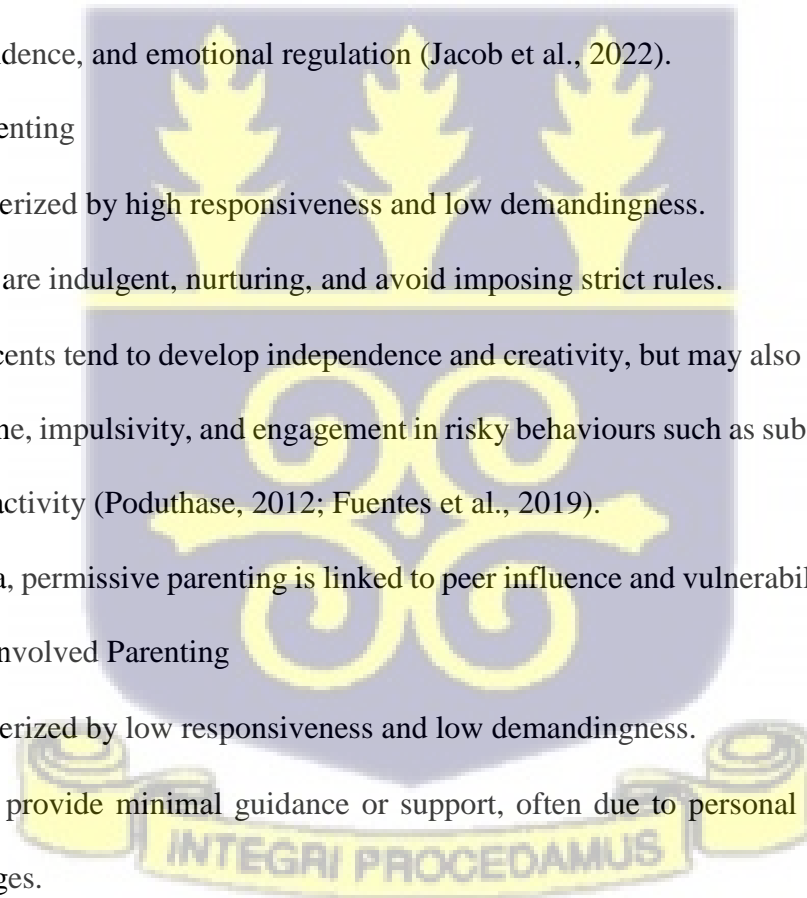 idence, and emotional regulation (Jacob et al., 2022).
enting
erized by high responsiveness and low demandingness.
are indulgent, nurturing, and avoid imposing strict rules.
cents tend to develop independence and creativity, but may also
ne, impulsivity, and engagement in risky behaviours such as sub
activity (Poduthase, 2012; Fuentes et al., 2019).
a, permissive parenting is linked to peer influence and vulnerabil
nvolved Parenting
erized by low responsiveness and low demandingness.
provide minimal guidance or support, often due to personal
INTEGRI PROCEDAMUS
ges.